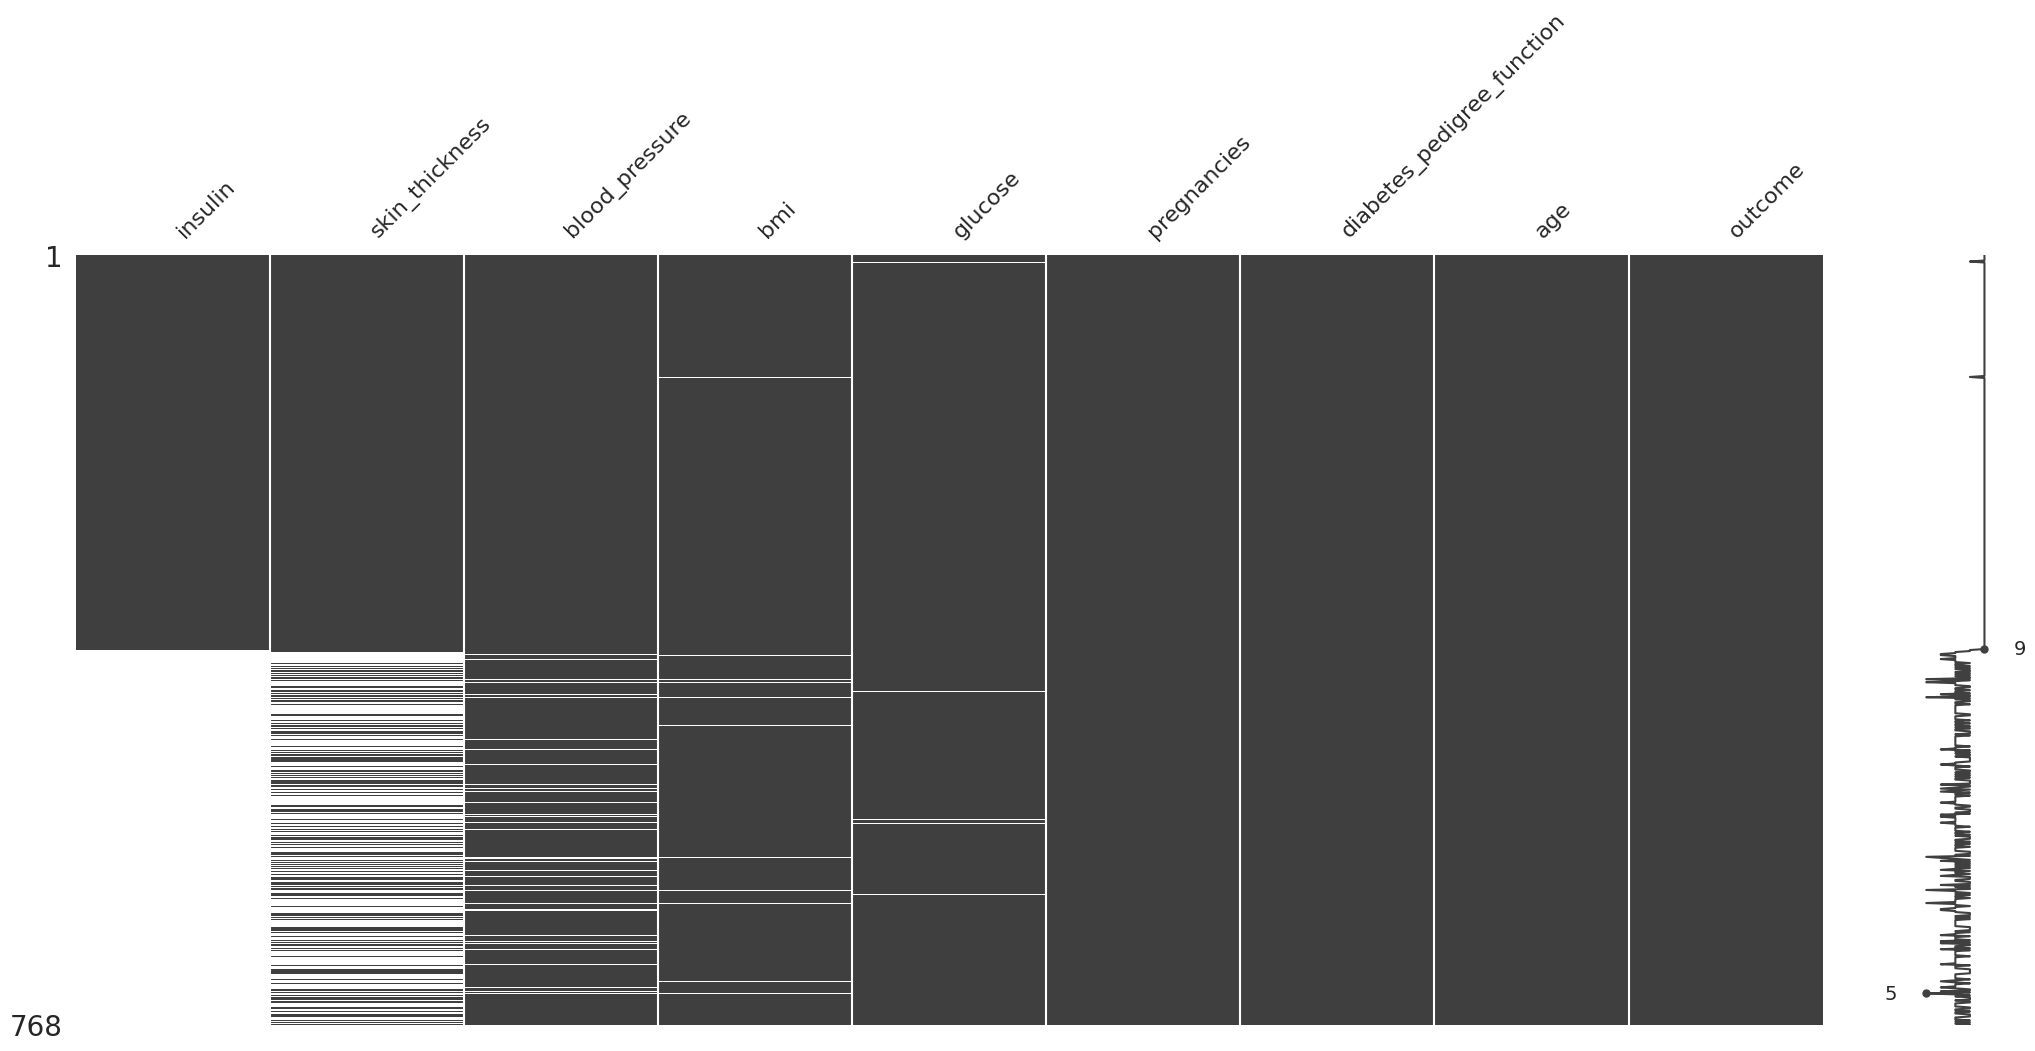 insulin
skin_thickness
blood_pressure
bmi
glucose
pregnancies
diabetes_pedigree_function
age
outcome
1
9
5
768